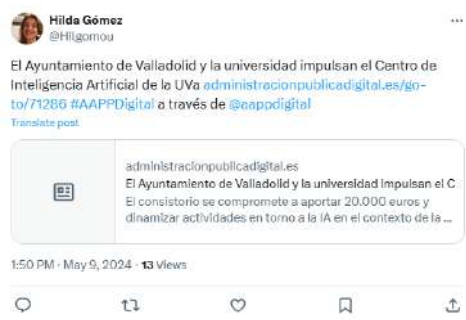 Hilda Gómez
@Hilgomou
El Ayuntamiento de Valladolid y la universidad impulsan el Centro de
Inteligencia Artificial de la UVa administracionpublicadigital.es/go-
to/71286 #AAPPDigital a través de @aappdigital
Translate post
administracionpublicadigital.es
El Ayuntamiento de Valladolid y la universidad impulsan el C
El consistorio se compromete a aportar 20.000 euros y
dinamizar actividades en torno a la IA en el contexto de la ...
1:50 PM · May 9, 2024 · 13 Views